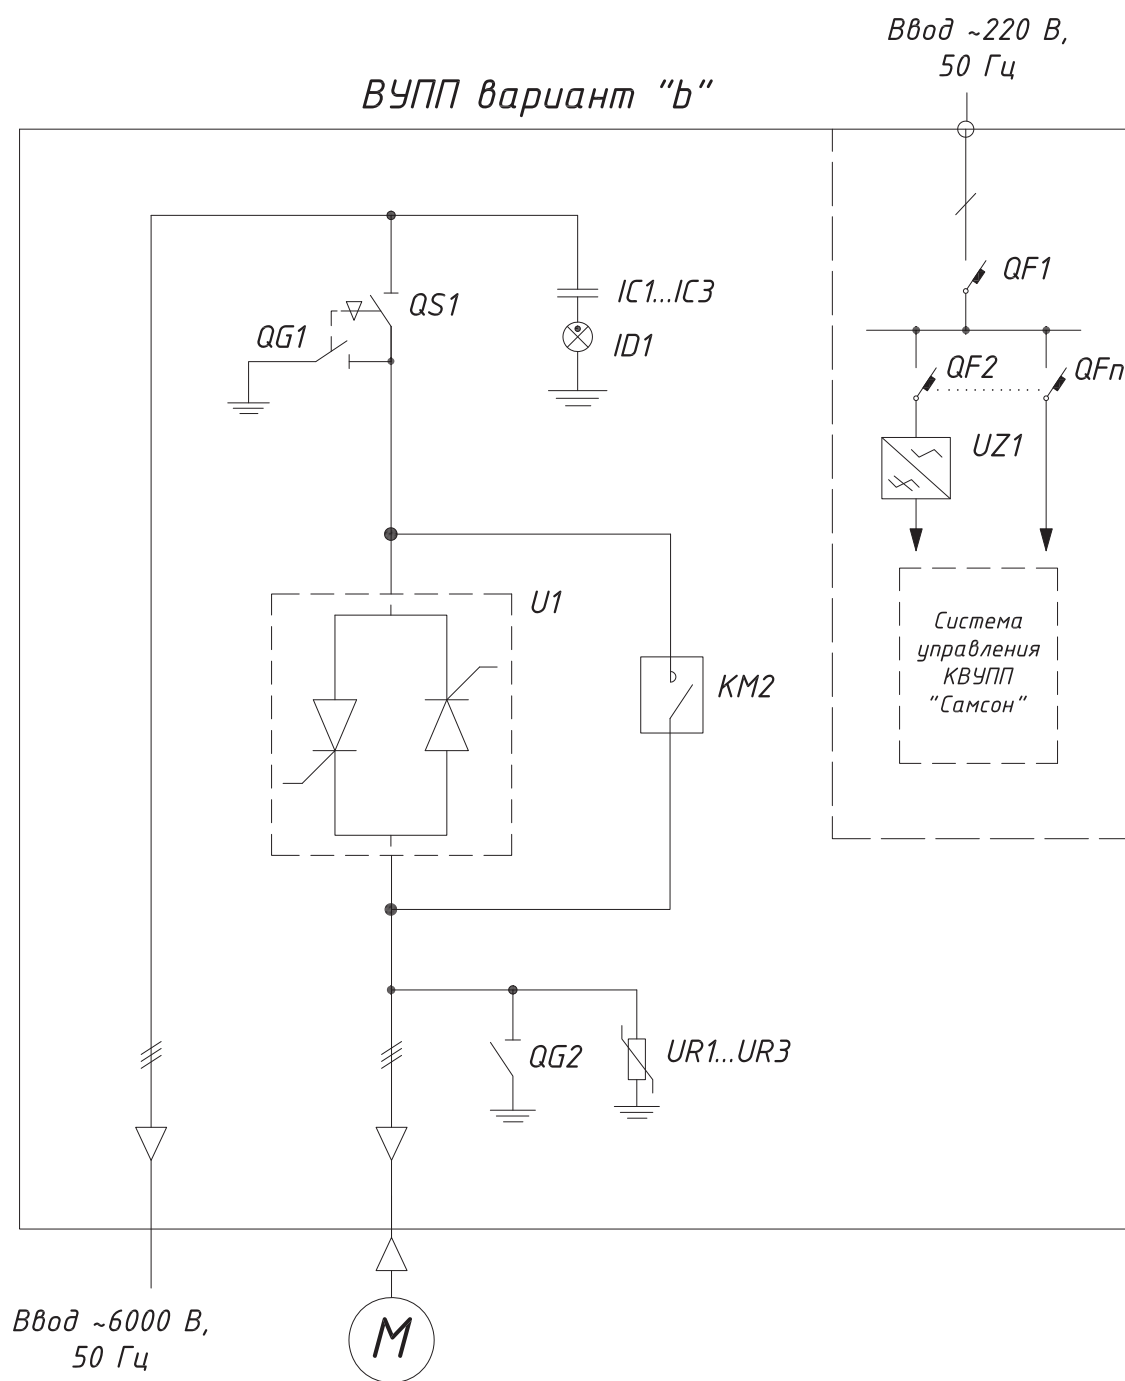 Ввод ~220 В,
50 Гц
ВУПП вариант "b"
QF1
IC1...IC3
QS1
QG1
ID1
QF2
QFn
UZ1
U1
Система
управления
КВУПП
"Самсон"
KM2
QG2
UR1...UR3
Ввод ~6000 В,
50 Гц
M